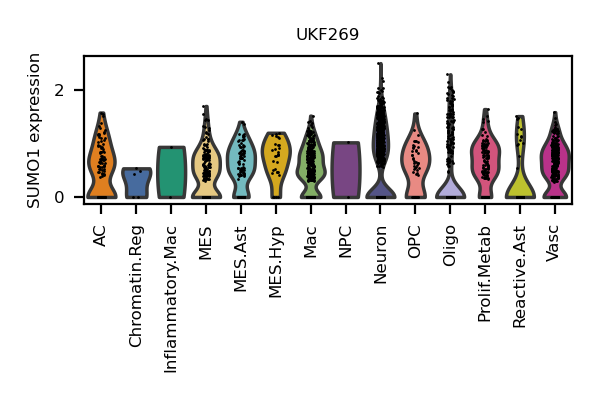 UKF269
SUMO1 expression
2
0
AC
Chromatin.Reg
Inflammatory.Mac
MES
MES.Ast
MES.Hyp
Mac
NPC
Neuron
OPC
Oligo
Prolif.Metab
Reactive.Ast
Vasc